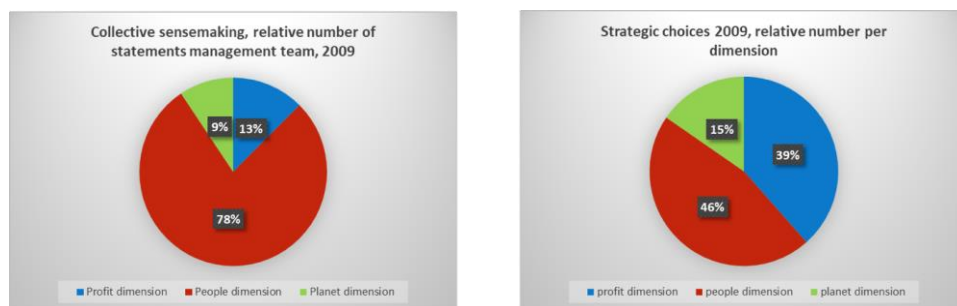 Collective sensemaking, relative number of
statements management team, 2009
9%
13%
78%
Profit dimension People dimension Planet dimension
Strategic choices 2009, relative number per
dimension
15%
39%
46%
profit dimension people dimension planet dimension